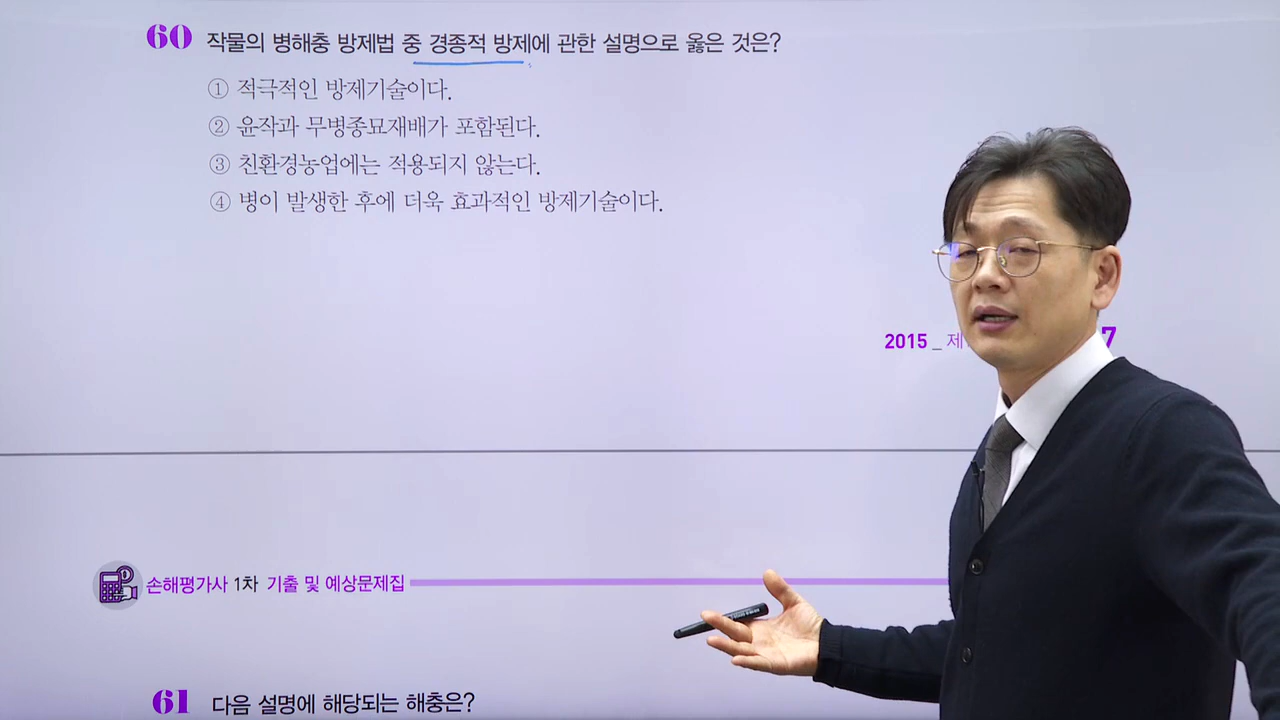 60 작물의 병해충 방제법 중 경종적 방제에 관한 설명으로 옳은 것은?
① 적극적인 방제기술이다.
② 윤작과 무병종묘재배가 포함된다.
③ 친환경농업에는 적용되지 않는다.
④ 병이 발생한 후에 더욱 효과적인 방제기술이다.
2015 _ 제 7
손해평가사 1차 기출 및 예상문제집
61 다음 설명에 해당되는 해충은?